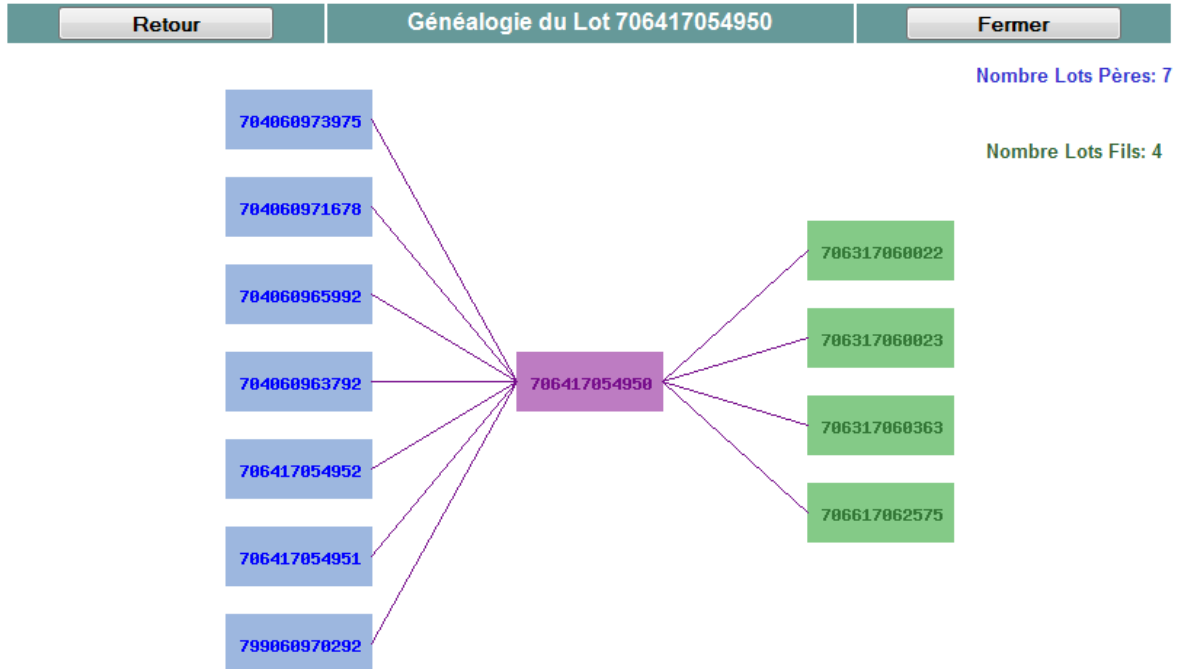 Retour
Généalogie du Lot 706417054950
Fermer
Nombre Lots Pères: 7
Nombre Lots Fils: 4
704060973975
704060971678
704060965992
704060963792
706417054952
706417054951
799060970292
706417054950
706317060022
706317060023
706317060363
706617062575